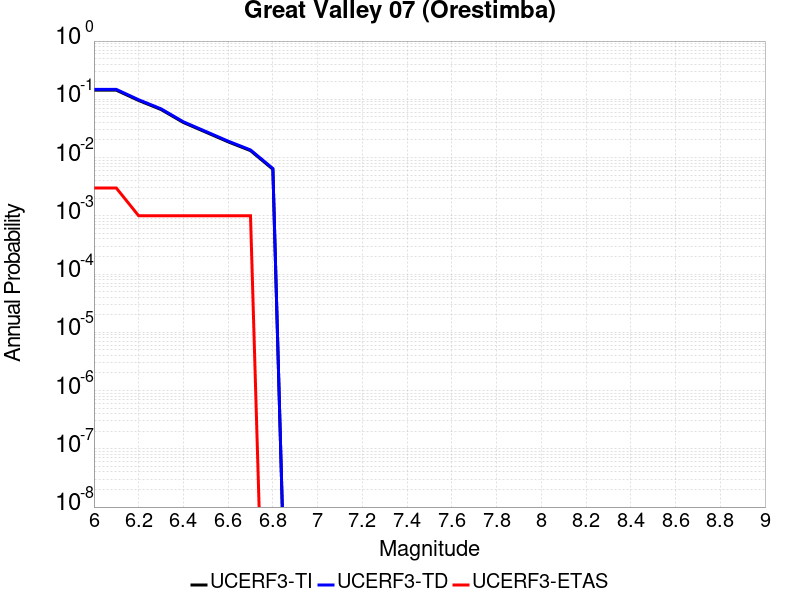 Great Valley 07 (Orestimba)
10^0
10^-1
10^-2
10^-3
10^-4
10^-5
10^-6
10^-7
10^-8
Annual Probability
6 6.2 6.4 6.6 6.8 7 7.2 7.4 7.6 7.8 8 8.2 8.4 8.6 8.8 9
Magnitude
UCERF3-TI UCERF3-TD UCERF3-ETAS